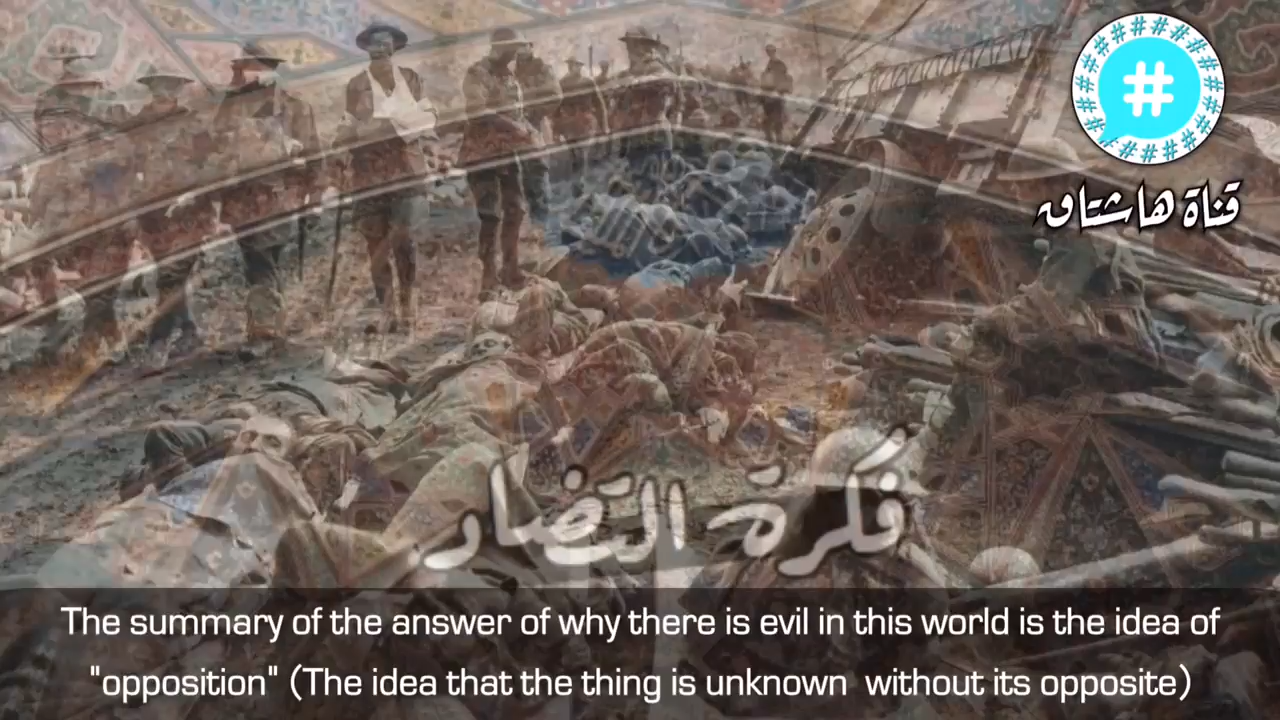 #
قناة هاشتاق
فكرة التضاد
The summary of the answer of why there is evil in this world is the idea of
"opposition" (The idea that the thing is unknown without its opposite)